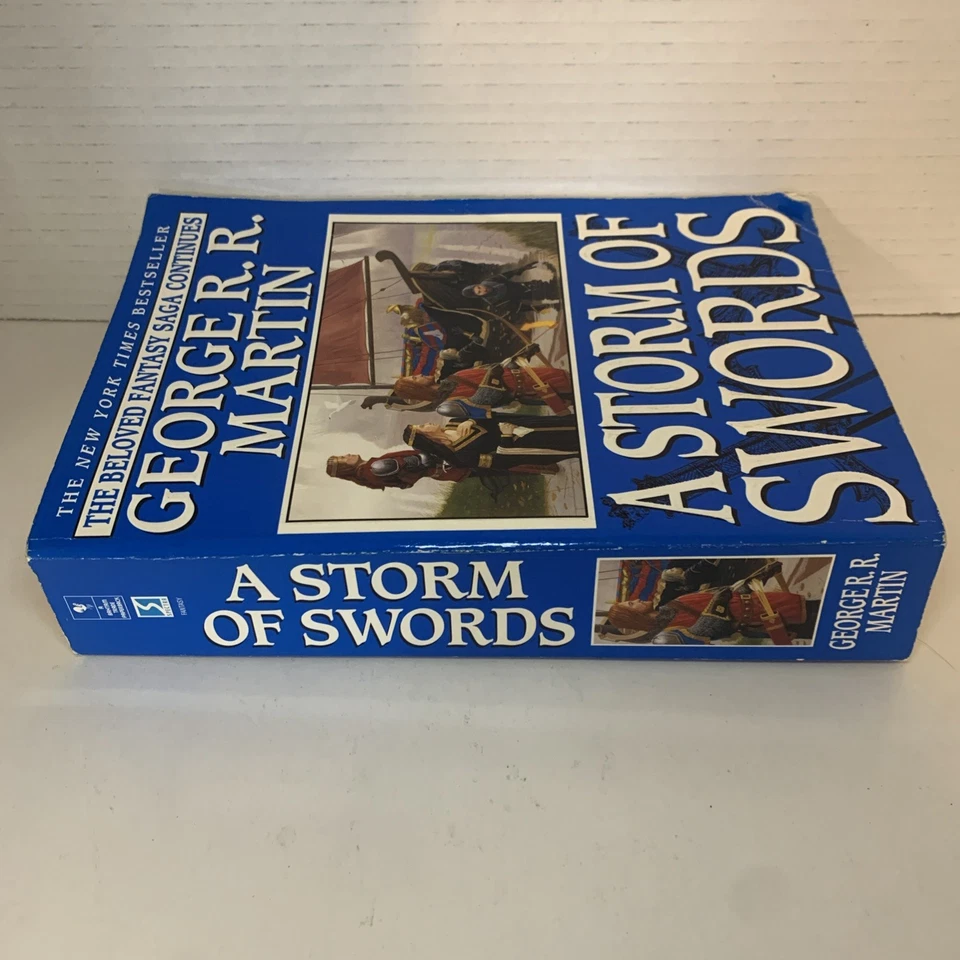 THE NEW YORK TIMES BESTSELLER
THE BELOVED FANTASY SAGA CONTINUES
GEORGE R. R.
MARTIN
A STORM OF
SWORDS
A STORM
OF SWORDS
GEORGE R. R.
MARTIN
FANTASY